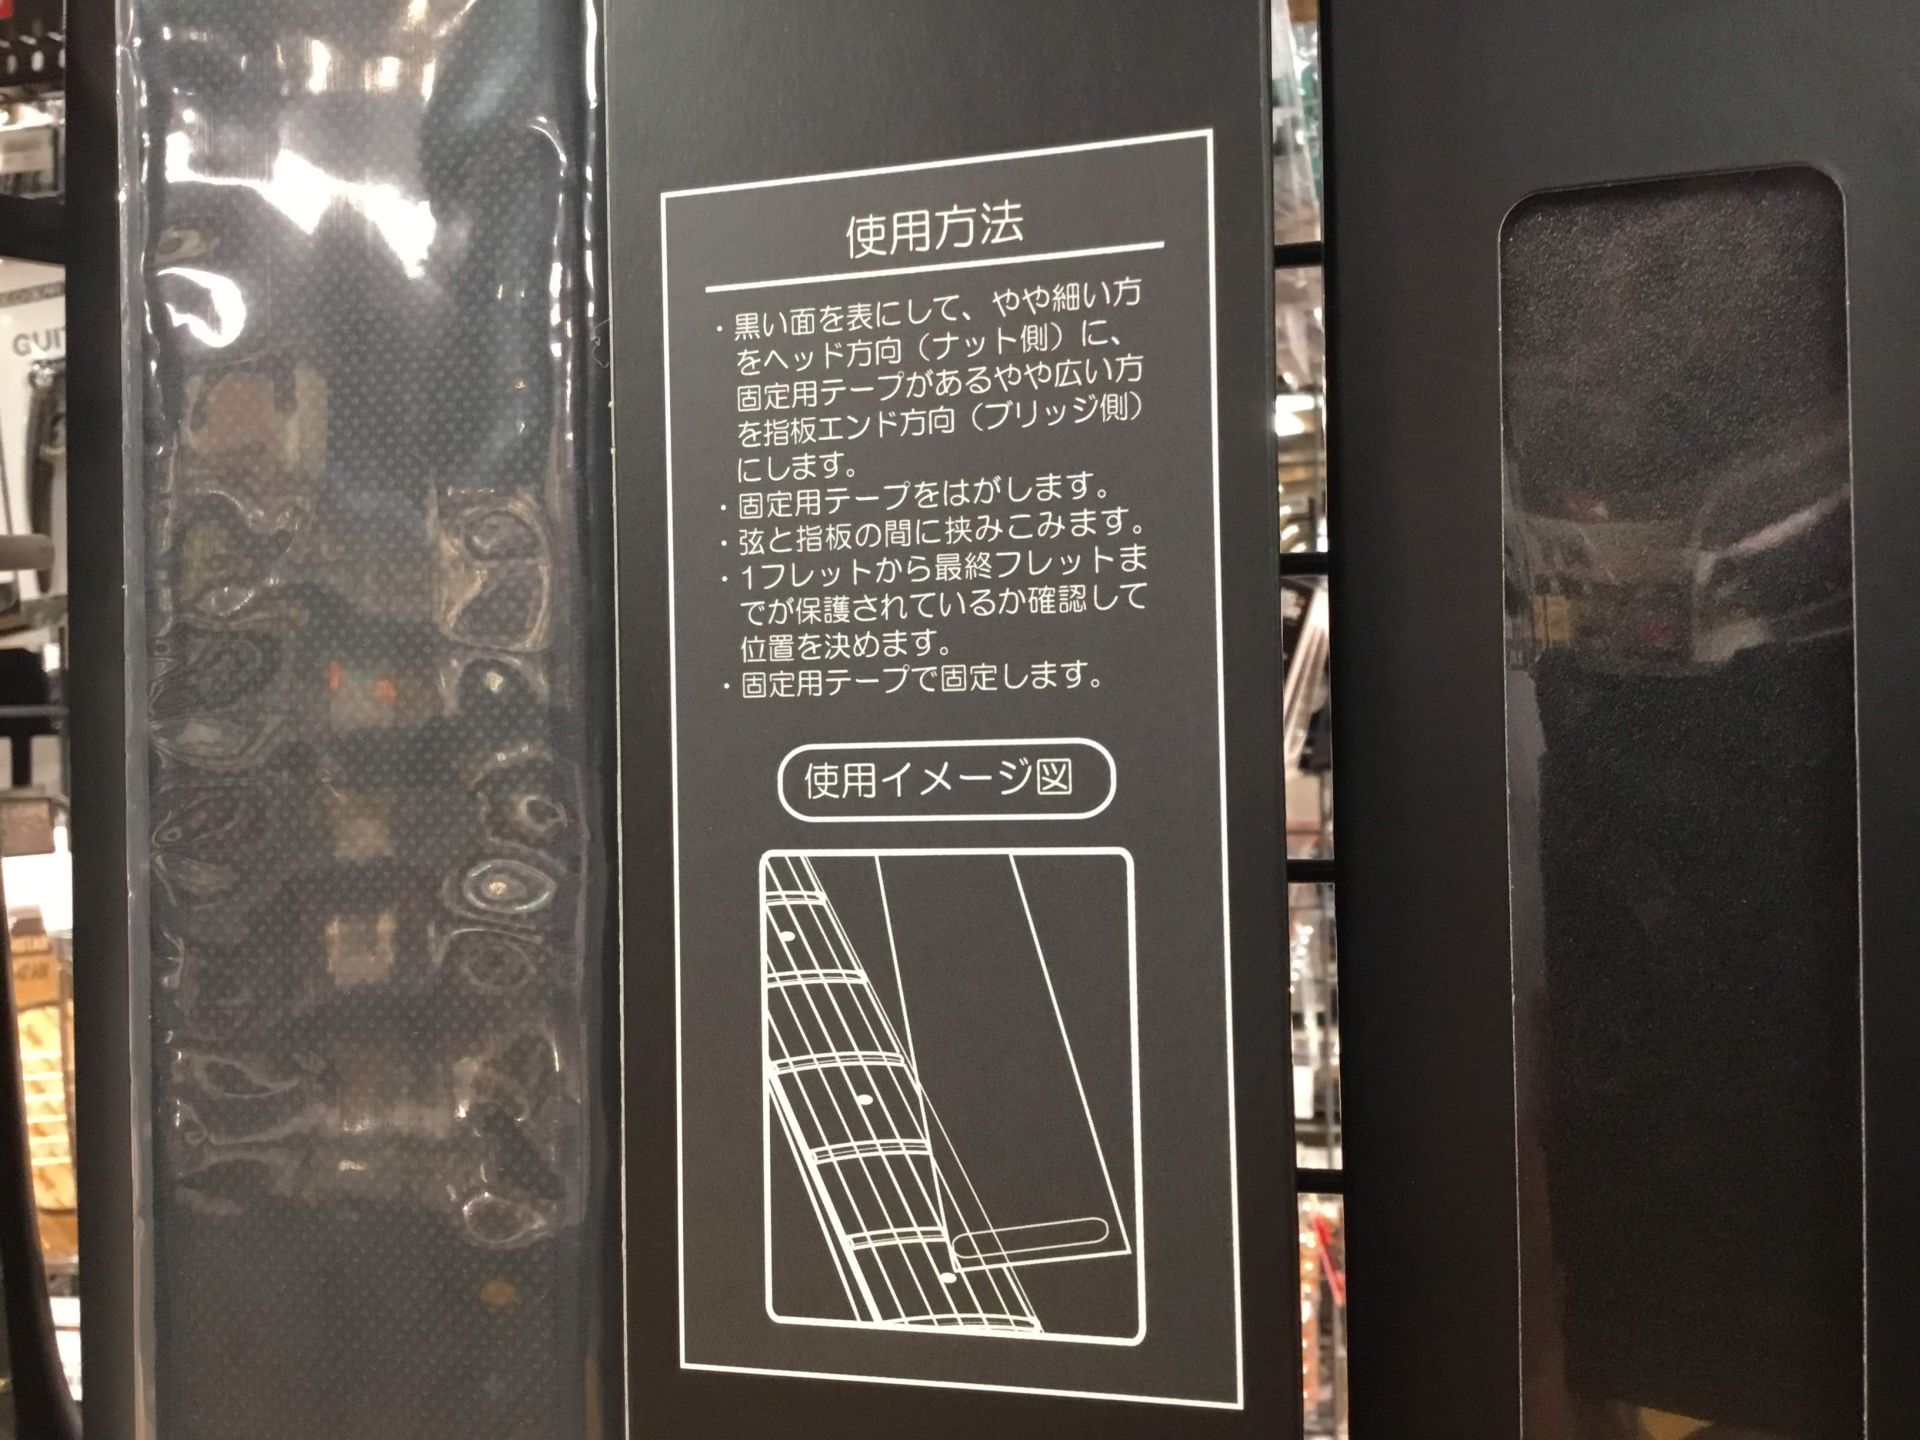 使用方法
・黒い面を表にして、やや細い方
をヘッド方向（ナット側）に、
固定用テープがあるやや広い方
を指板エンド方向（ブリッジ側）
にします。
・固定用テープをはがします。
・弦と指板の間に挟みこみます。
・1フレットから最終フレットま
でが保護されているか確認して
位置を決めます。
・固定用テープで固定します。
使用イメージ図
GUI